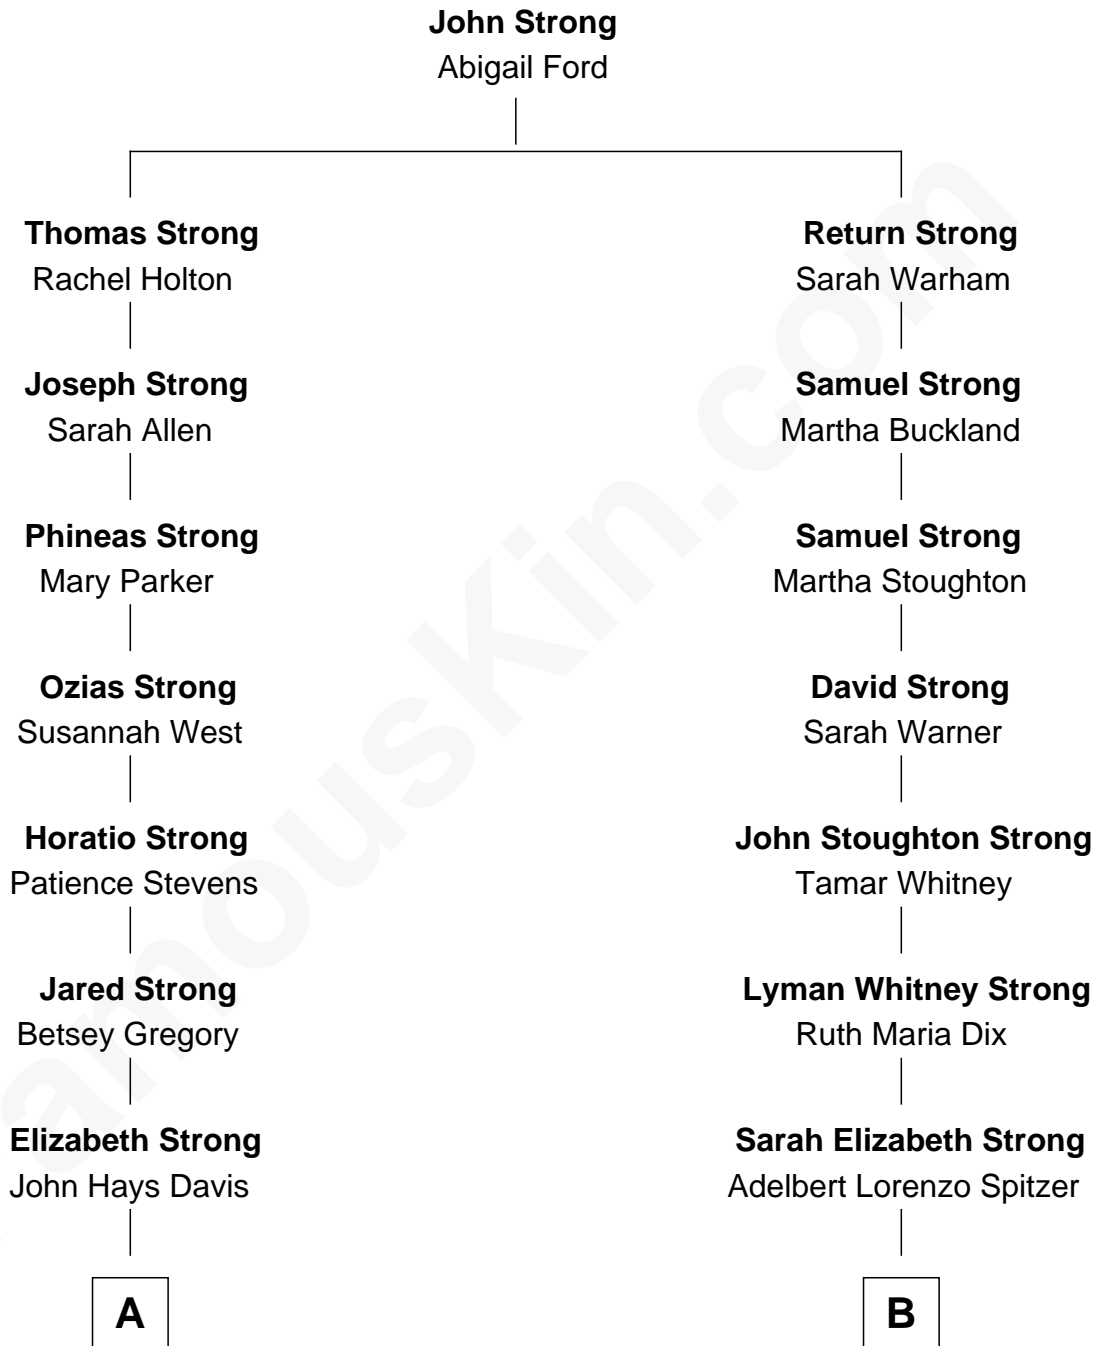 John Strong
Abigail Ford
Thomas Strong
Rachel Holton
Return Strong
Sarah Warham
Joseph Strong
Sarah Allen
Samuel Strong
Martha Buckland
Phineas Strong
Mary Parker
Samuel Strong
Martha Stoughton
Ozias Strong
Susannah West
David Strong
Sarah Warner
Horatio Strong
Patience Stevens
John Stoughton Strong
Tamar Whitney
Jared Strong
Betsey Gregory
Lyman Whitney Strong
Ruth Maria Dix
Elizabeth Strong
John Hays Davis
Sarah Elizabeth Strong
Adelbert Lorenzo Spitzer
A
B
amouskin.com